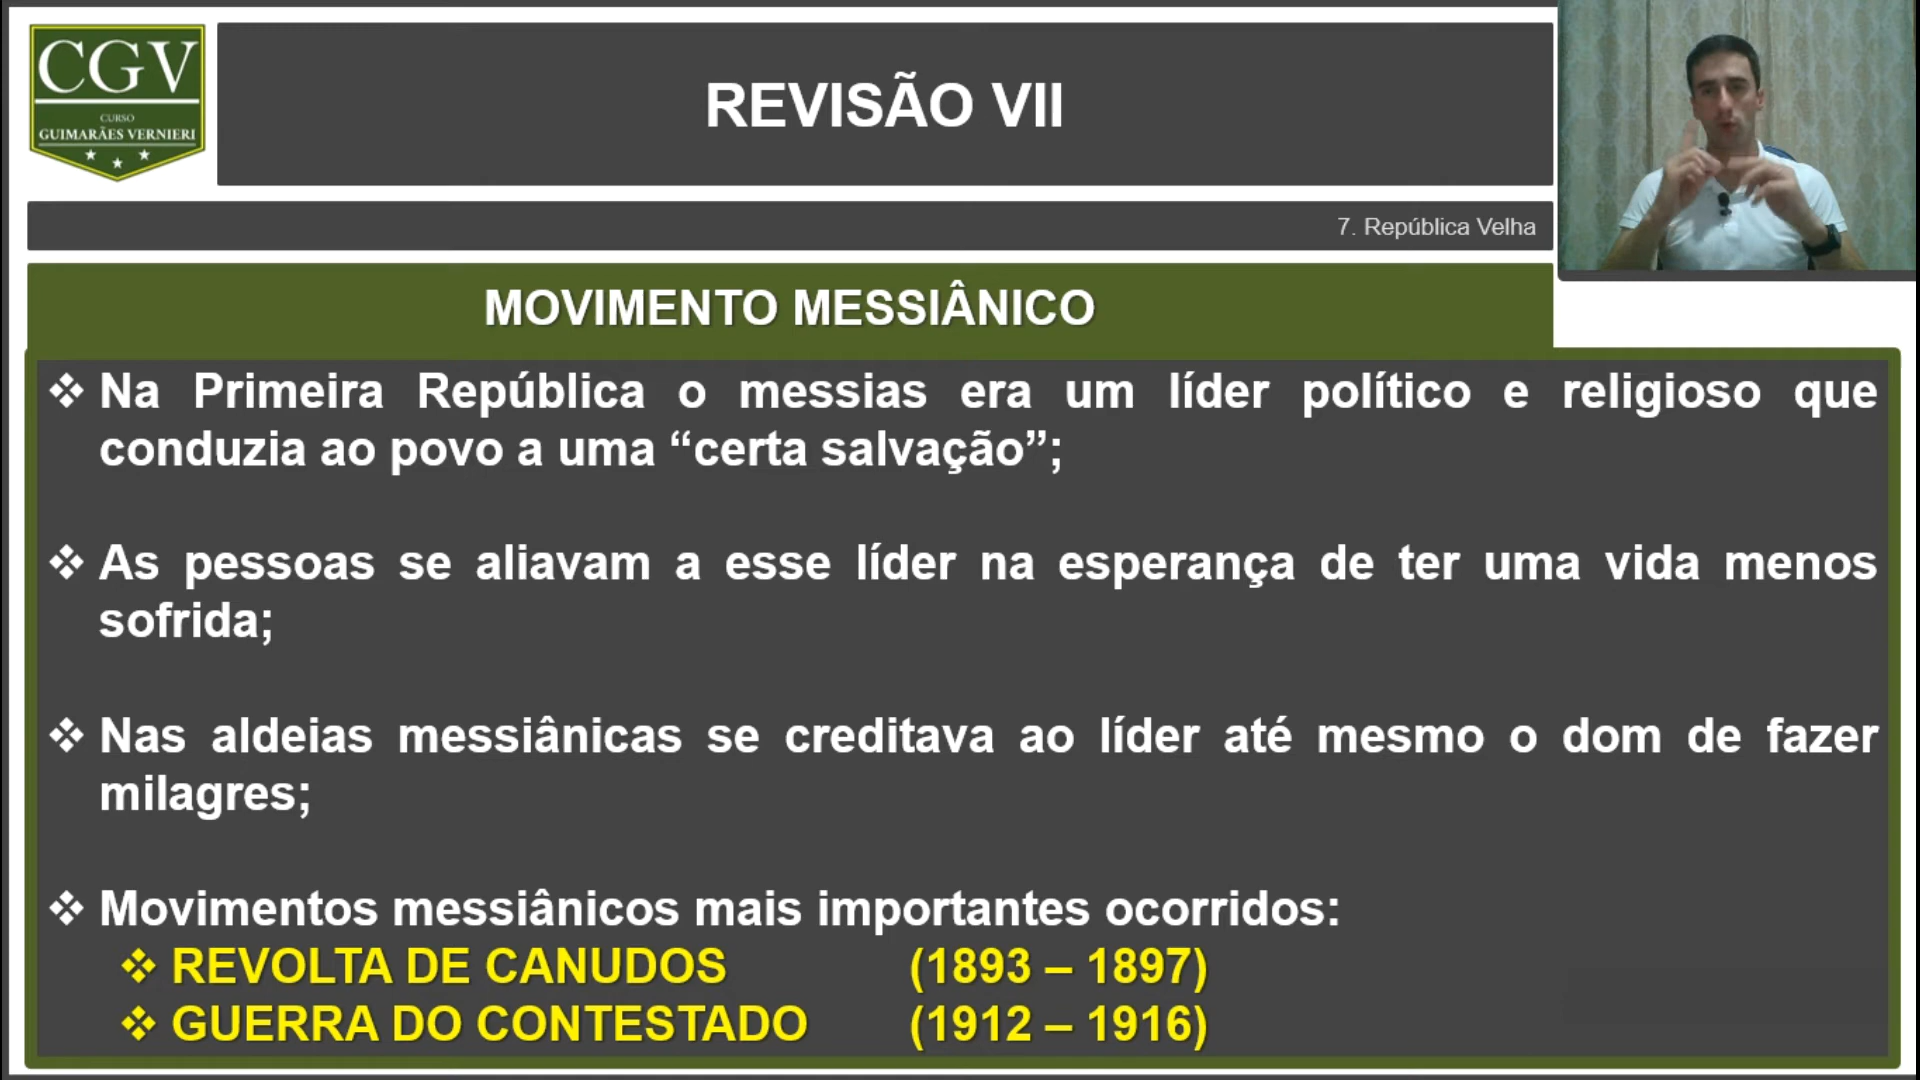 CGV
CURSO
GUIMARÃES VERNIERI
REVISÃO VII
7. República Velha
MOVIMENTO MESSIÂNICO
❖ Na Primeira República o messias era um líder político e religioso que
conduzia ao povo a uma “certa salvação”;
❖ As pessoas se aliavam a esse líder na esperança de ter uma vida menos
sofrida;
❖ Nas aldeias messiânicas se creditava ao líder até mesmo o dom de fazer
milagres;
❖ Movimentos messiânicos mais importantes ocorridos:
❖ REVOLTA DE CANUDOS (1893 – 1897)
❖ GUERRA DO CONTESTADO (1912 – 1916)